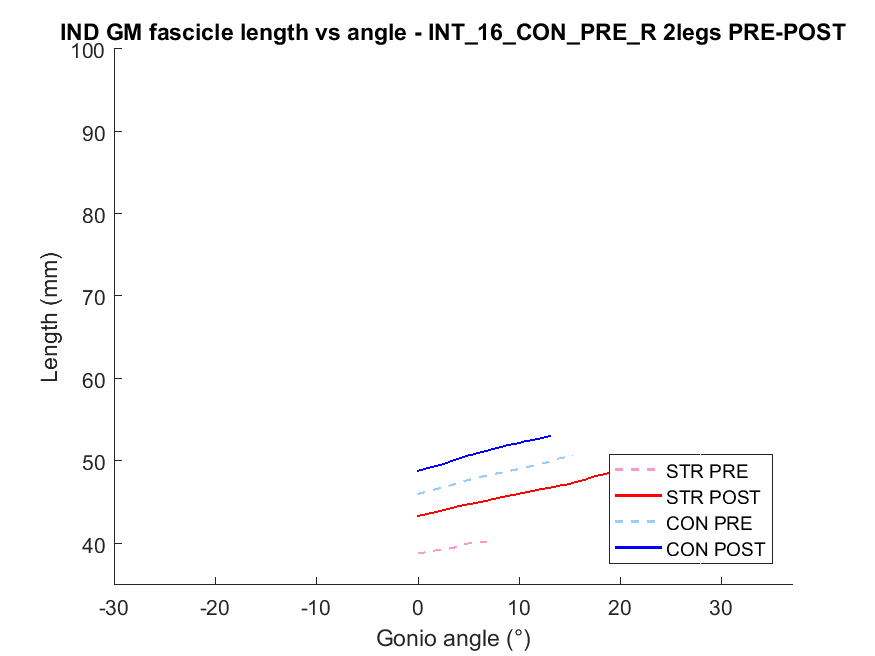 IND GM fascicle length vs angle - INT_16_CON_PRE_R 2legs PRE-POST
100
90
80
70
60
50
40
Length (mm)
STR PRE
STR POST
CON PRE
CON POST
-30 -20 -10 0 10 20 30
Gonio angle (°)